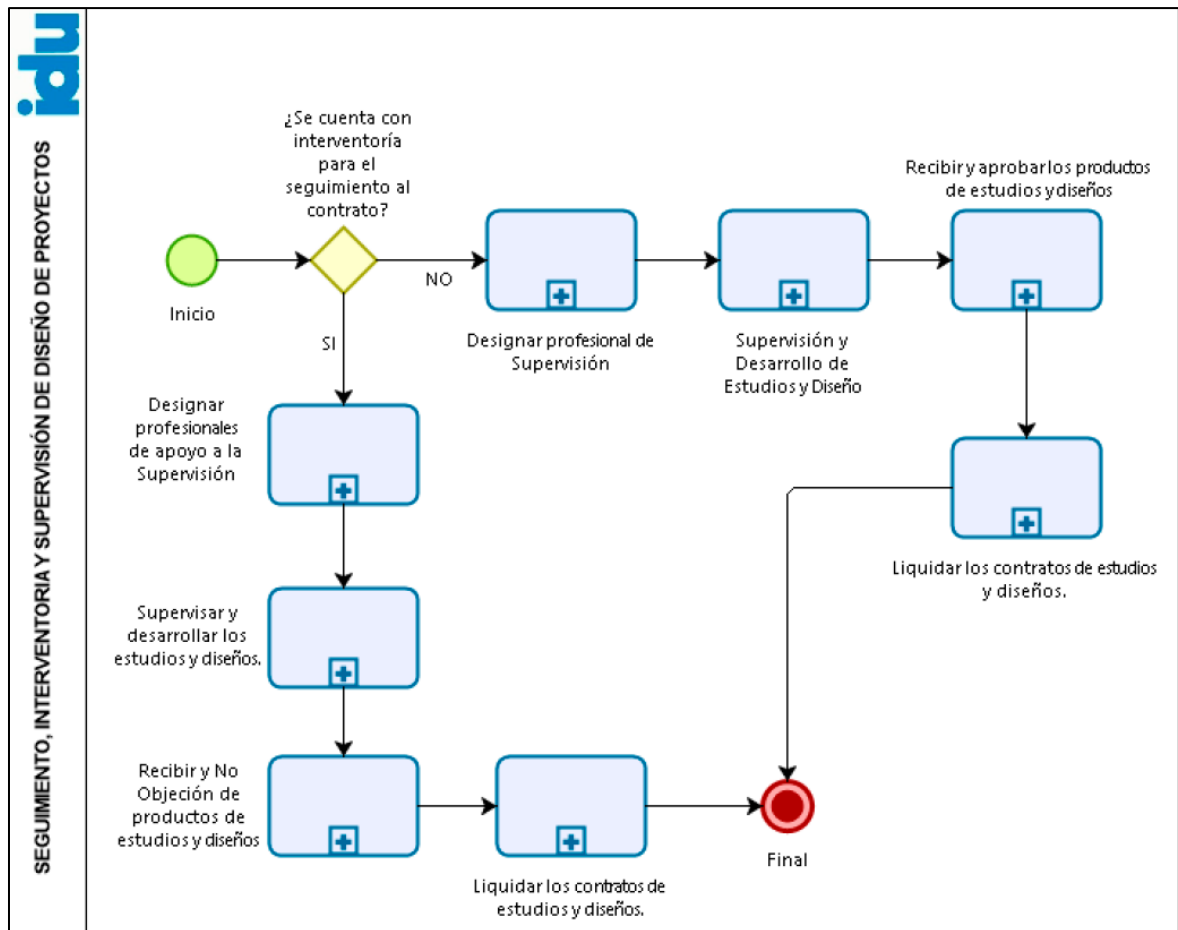 idu
SEGUIMIENTO, INTERVENTORIA Y SUPERVISIÓN DE DISEÑO DE PROYECTOS
¿Se cuenta con
interventoría
para el
seguimiento al
contrato?
Inicio
NO
SI
Designar profesional de
Supervisión
Supervisión y
Desarrollo de
Estudios y Diseño
Recibir y aprobar los productos
de estudios y diseños
Liquidar los contratos de estudios
y diseños.
Designar
profesionales
de apoyo a la
Supervisión
Supervisar y
desarrollar los
estudios y diseños.
Recibir y No
Objeción de
productos de
estudios y diseños
Liquidar los contratos de
estudios y diseños.
Final